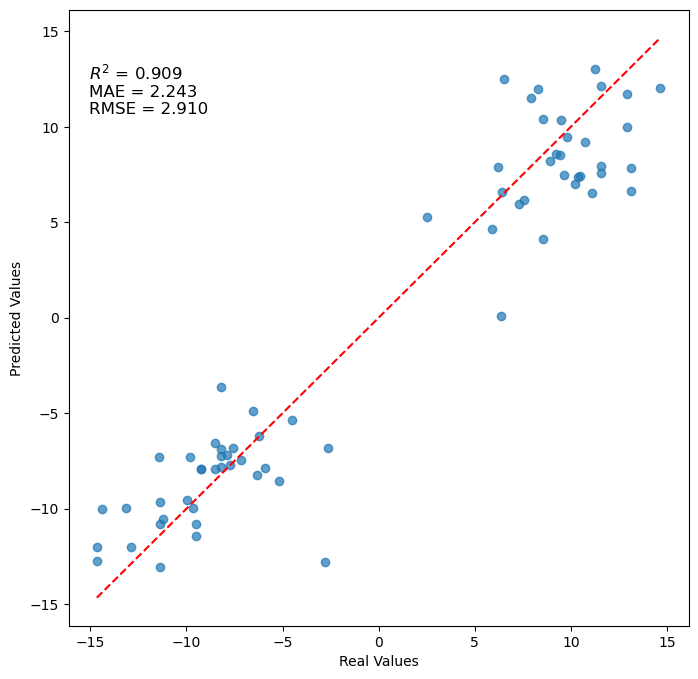 R² = 0.909
MAE = 2.243
RMSE = 2.910
15
10
5
0
−5
−10
−15
Predicted Values
−15 −10 −5 0 5 10 15
Real Values